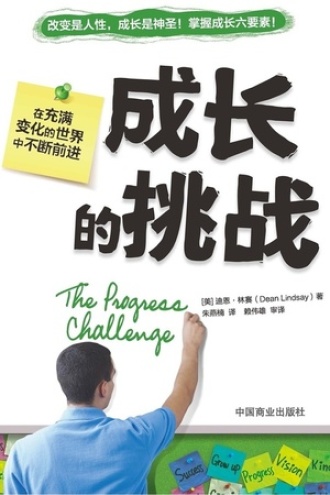 改变是人性，成长是神圣！掌握成长六要素！
在充满
变化的世界
中不断前进
成长
的挑战
The Progress
Challenge
[美] 迪恩·林赛（Dean Lindsay）著
朱燕楠 译 赖伟雄 审译
中国商业出版社
Success
Grow up
Progress
Vision